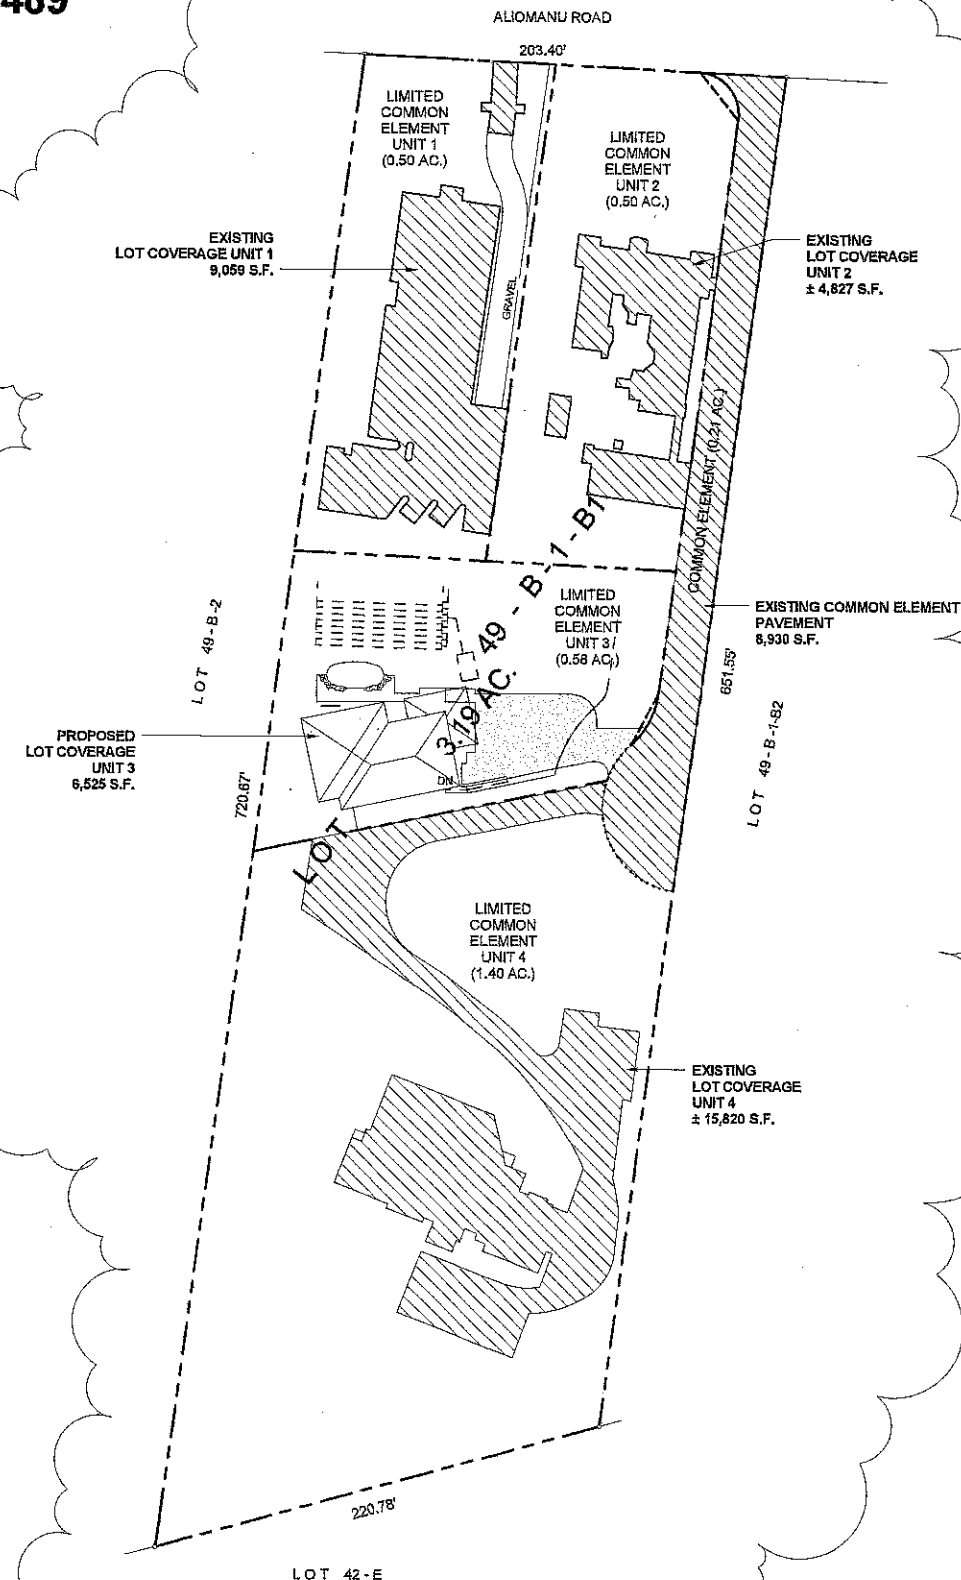 489
ALIOMANU ROAD
203.40'
LIMITED
COMMON
ELEMENT
UNIT 1
(0.50 AC.)
LIMITED
COMMON
ELEMENT
UNIT 2
(0.50 AC.)
EXISTING
LOT COVERAGE UNIT 1
9,059 S.F.
EXISTING
LOT COVERAGE
UNIT 2
± 4,827 S.F.
GRAVEL
COMMON ELEMENT (0.21 AC.)
LOT 49 - B - 1 - B1
3.19 AC.
LIMITED
COMMON
ELEMENT
UNIT 3
(0.58 AC.)
EXISTING COMMON ELEMENT
PAVEMENT
8,930 S.F.
LOT 49-B-2
651.55'
LOT 49-B-1-B2
PROPOSED
LOT COVERAGE
UNIT 3
6,525 S.F.
720.67'
DN
LIMITED
COMMON
ELEMENT
UNIT 4
(1.40 AC.)
EXISTING
LOT COVERAGE
UNIT 4
± 15,820 S.F.
220.78'
LOT 42-E